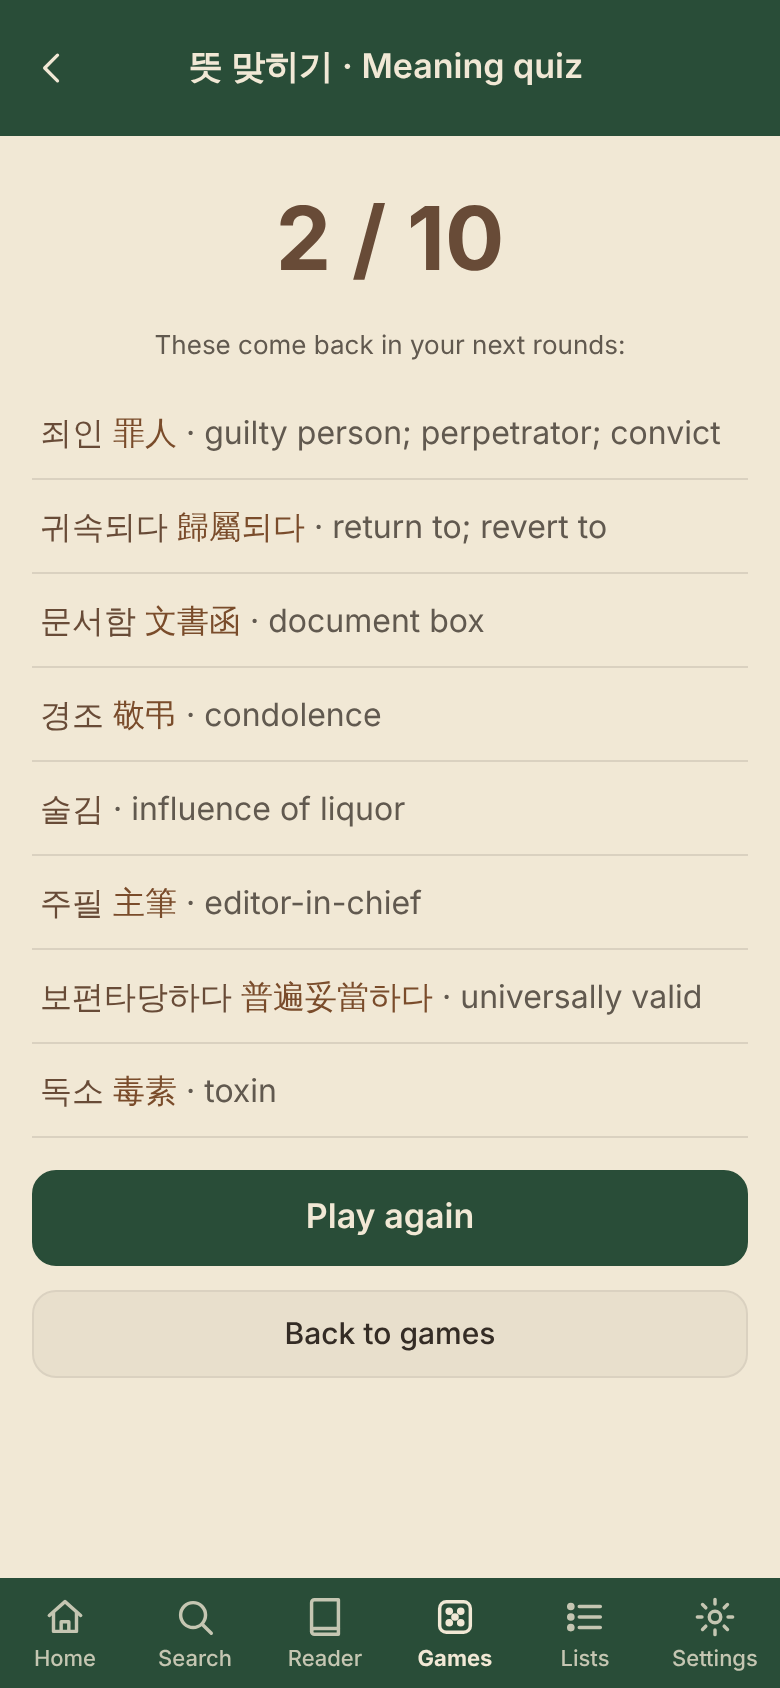 뜻 맞히기 · Meaning quiz
2 / 10
These come back in your next rounds:
죄인 罪人 · guilty person; perpetrator; convict
귀속되다 歸屬되다 · return to; revert to
문서함 文書函 · document box
경조 敬弔 · condolence
술김 · influence of liquor
주필 主筆 · editor-in-chief
보편타당하다 普遍妥當하다 · universally valid
독소 毒素 · toxin
Play again
Back to games
Home Search Reader Games Lists Settings